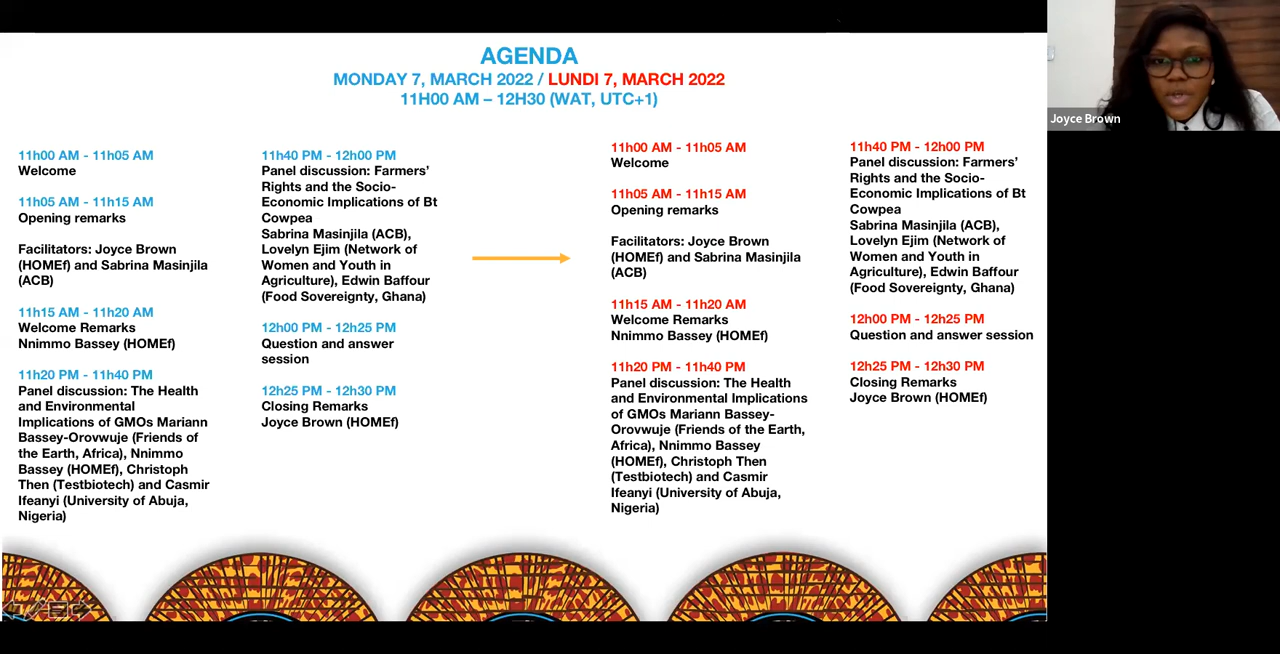 AGENDA
MONDAY 7, MARCH 2022 / LUNDI 7, MARCH 2022
11H00 AM – 12H30 (WAT, UTC+1)
11h00 AM - 11h05 AM
Welcome
11h05 AM - 11h15 AM
Opening remarks
Facilitators: Joyce Brown
(HOMEf) and Sabrina Masinjila
(ACB)
11h15 AM - 11h20 AM
Welcome Remarks
Nnimmo Bassey (HOMEf)
11h20 PM - 11h40 PM
Panel discussion: The Health
and Environmental
Implications of GMOs Mariann
Bassey-Orovwuje (Friends of
the Earth, Africa), Nnimmo
Bassey (HOMEf), Christoph
Then (Testbiotech) and Casmir
Ifeanyi (University of Abuja,
Nigeria)
11h40 PM - 12h00 PM
Panel discussion: Farmers’
Rights and the Socio-
Economic Implications of Bt
Cowpea
Sabrina Masinjila (ACB),
Lovelyn Ejim (Network of
Women and Youth in
Agriculture), Edwin Baffour
(Food Sovereignty, Ghana)
12h00 PM - 12h25 PM
Question and answer
session
12h25 PM - 12h30 PM
Closing Remarks
Joyce Brown (HOMEf)
11h00 AM - 11h05 AM
Welcome
11h05 AM - 11h15 AM
Opening remarks
Facilitators: Joyce Brown
(HOMEf) and Sabrina Masinjila
(ACB)
11h15 AM - 11h20 AM
Welcome Remarks
Nnimmo Bassey (HOMEf)
11h20 PM - 11h40 PM
Panel discussion: The Health
and Environmental Implications
of GMOs Mariann Bassey-
Orovwuje (Friends of the Earth,
Africa), Nnimmo Bassey
(HOMEf), Christoph Then
(Testbiotech) and Casmir
Ifeanyi (University of Abuja,
Nigeria)
11h40 PM - 12h00 PM
Panel discussion: Farmers’
Rights and the Socio-
Economic Implications of Bt
Cowpea
Sabrina Masinjila (ACB),
Lovelyn Ejim (Network of
Women and Youth in
Agriculture), Edwin Baffour
(Food Sovereignty, Ghana)
12h00 PM - 12h25 PM
Question and answer session
12h25 PM - 12h30 PM
Closing Remarks
Joyce Brown (HOMEf)
Joyce Brown